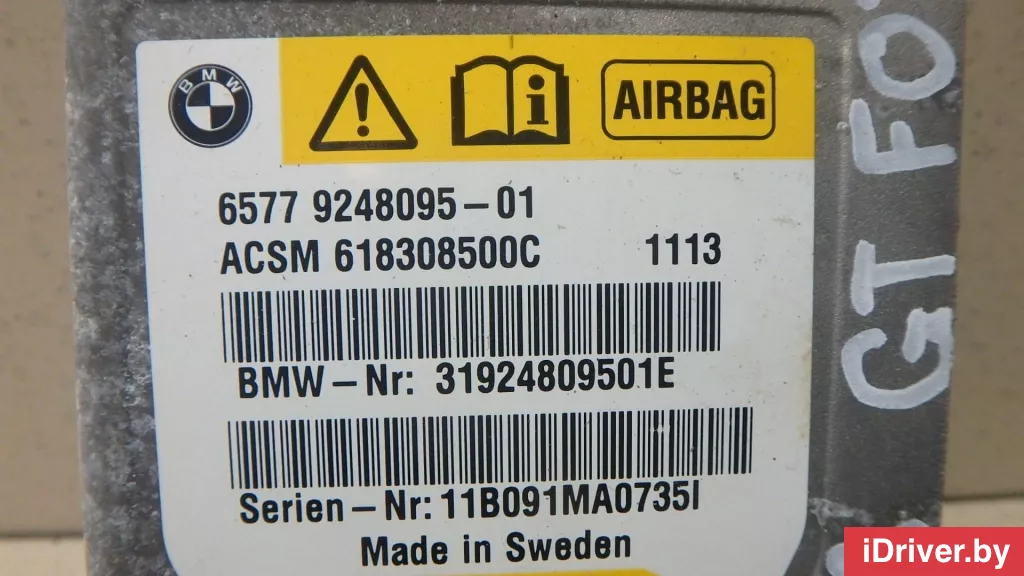 BMW
AIRBAG
6577 9248095-01
ACSM 618308500C 1113
BMW-Nr: 31924809501E
Serien-Nr: 11B091MA0735I
Made in Sweden
GT F0
iDriver.by